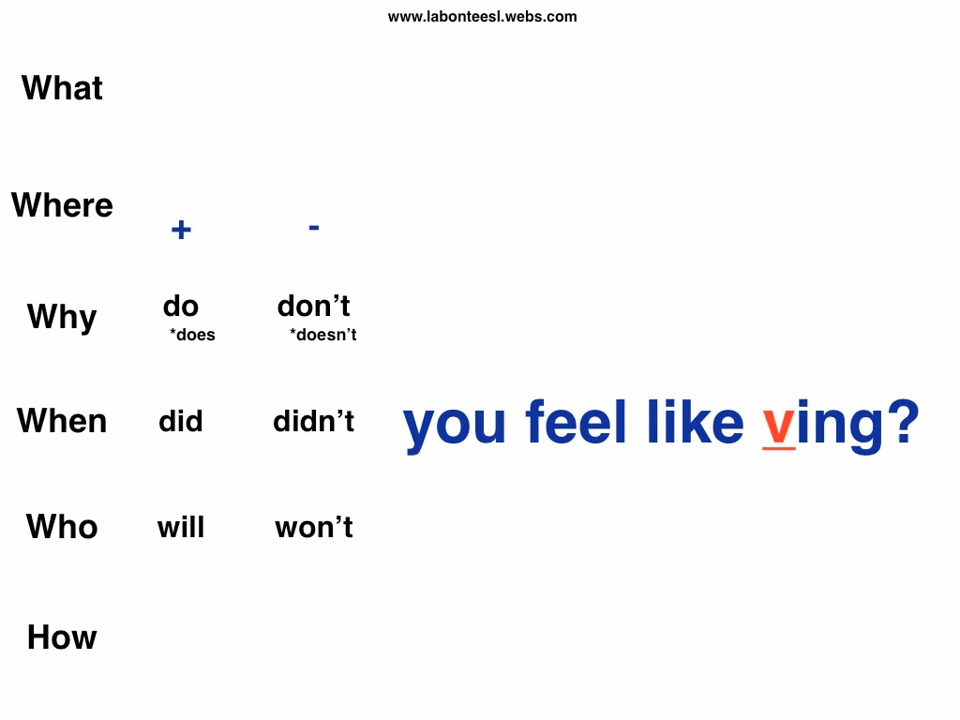 www.labonteesl.webs.com
What
Where
+ -
Why do don't
*does *doesn't
When did didn't you feel like ving?
Who will won't
How